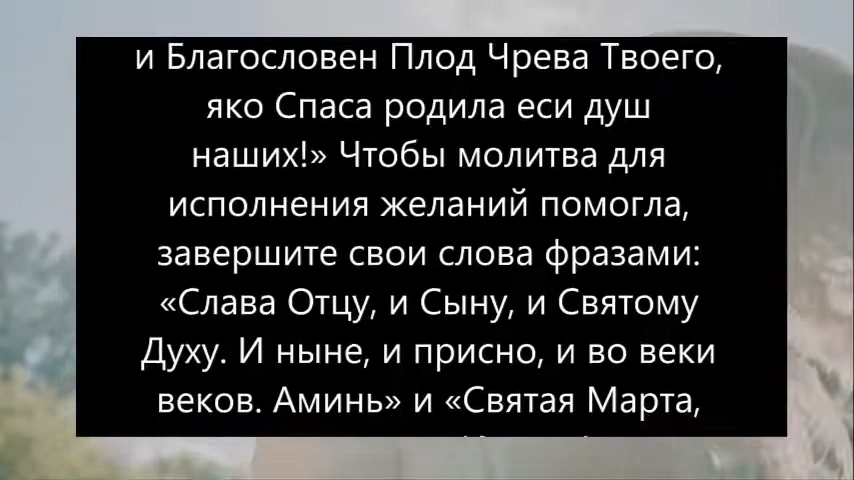 и Благословен Плод Чрева Твоего,
яко Спаса родила еси душ
наших!» Чтобы молитва для
исполнения желаний помогла,
завершите свои слова фразами:
«Слава Отцу, и Сыну, и Святому
Духу. И ныне, и присно, и во веки
веков. Аминь» и «Святая Марта,